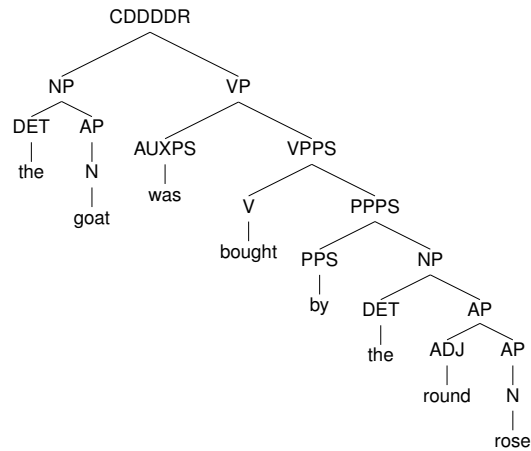 CDDDDR
NP VP
DET AP AUXPS VPPS
the N was V PPPS
goat bought PPS NP
by DET AP
the ADJ AP
round N
rose